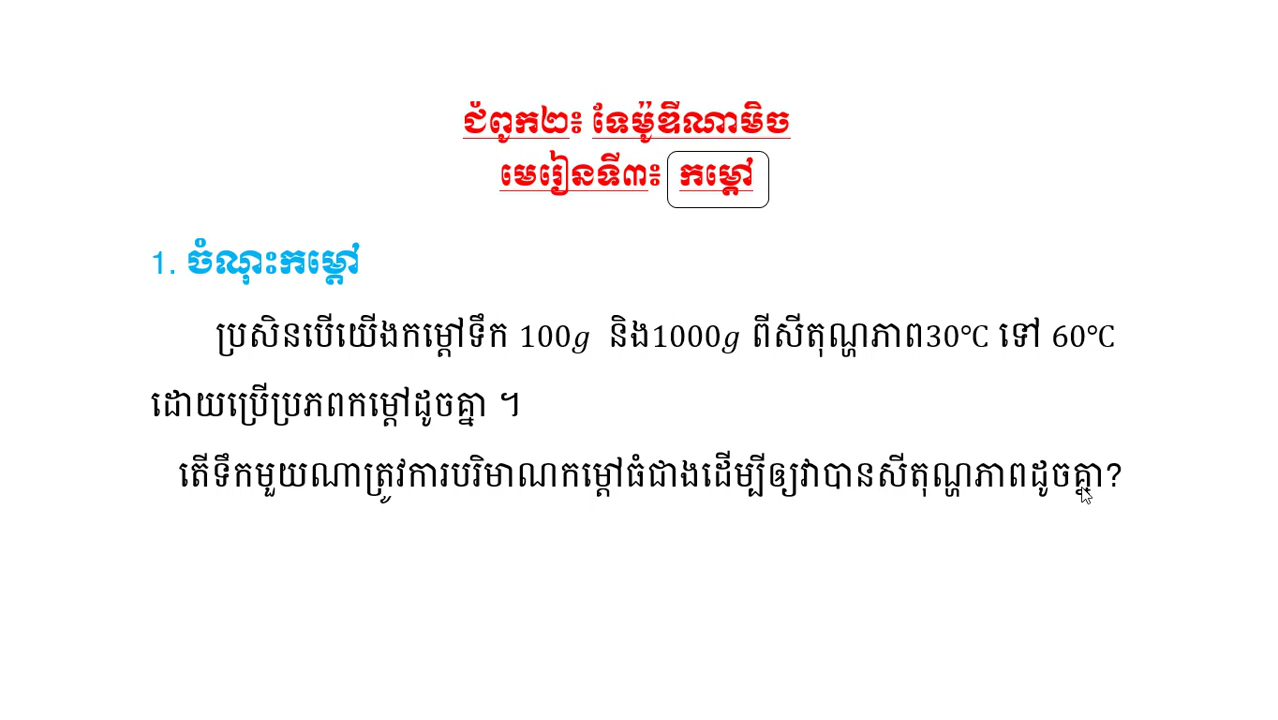 ជំពូក២៖ ទែម៉ូឌីណាមិច
មេរៀនទី៣៖ កម្ដៅ
1. ចំណុះកម្ដៅ
ប្រសិនបើយើងកម្ដៅទឹក 100g និង1000g ពីសីតុណ្ហភាព30°C ទៅ 60°C
ដោយប្រើប្រភពកម្ដៅដូចគ្នា ។
តើទឹកមួយណាត្រូវការបរិមាណកម្ដៅធំជាងដើម្បីឲ្យវាបានសីតុណ្ហភាពដូចគ្នា?